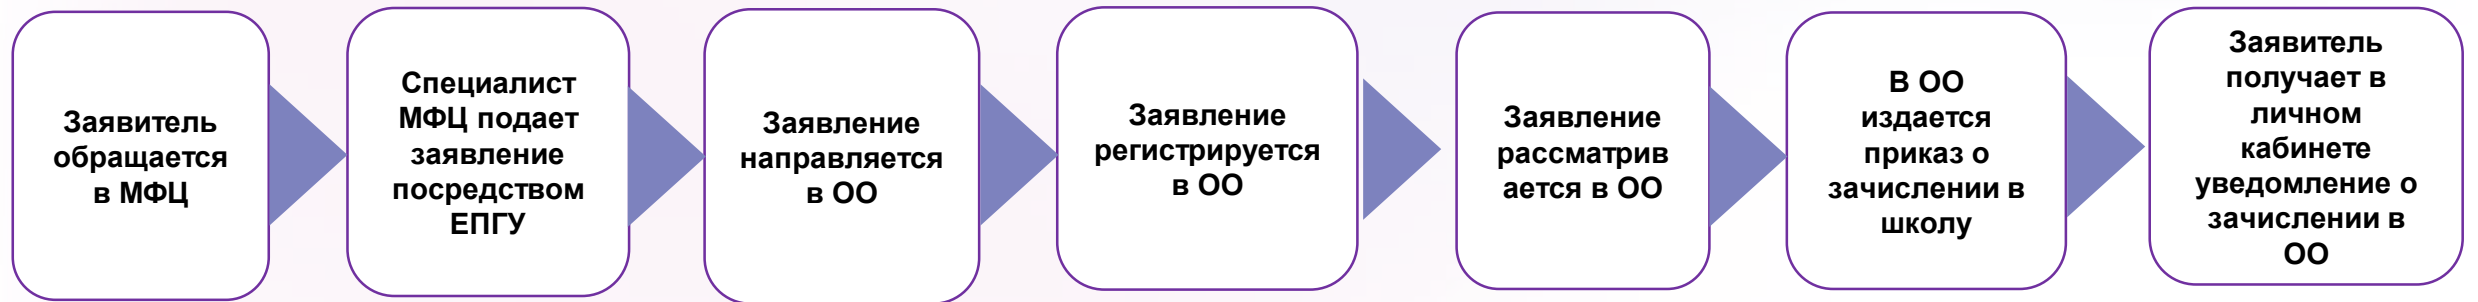 Заявитель
обращается
в МФЦ
Специалист
МФЦ подает
заявление
посредством
ЕПГУ
Заявление
направляется
в ОО
Заявление
регистрируется
в ОО
Заявление
рассматрив
ается в ОО
В ОО
издается
приказ о
зачислении в
школу
Заявитель
получает в
личном
кабинете
уведомление о
зачислении в
ОО